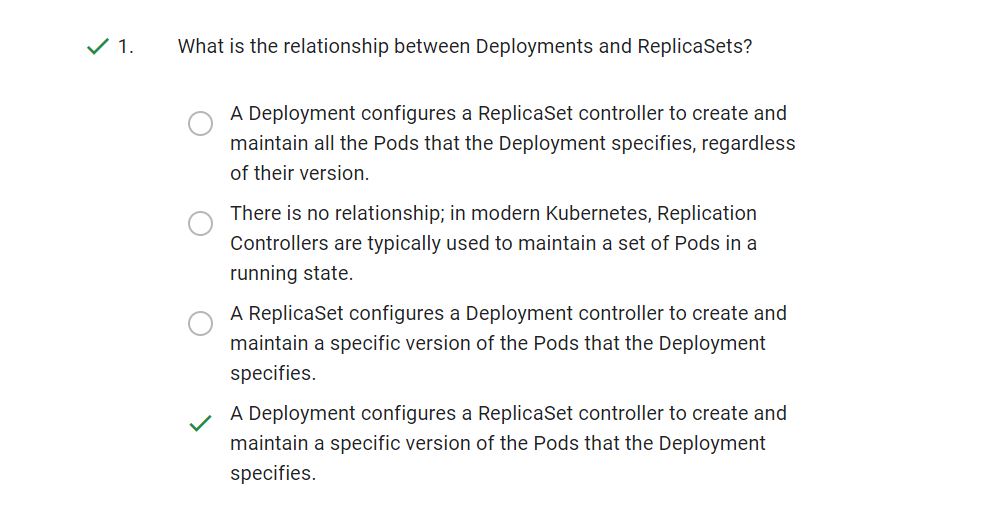 1. What is the relationship between Deployments and ReplicaSets?
A Deployment configures a ReplicaSet controller to create and
maintain all the Pods that the Deployment specifies, regardless
of their version.
There is no relationship; in modern Kubernetes, Replication
Controllers are typically used to maintain a set of Pods in a
running state.
A ReplicaSet configures a Deployment controller to create and
maintain a specific version of the Pods that the Deployment
specifies.
A Deployment configures a ReplicaSet controller to create and
maintain a specific version of the Pods that the Deployment
specifies.